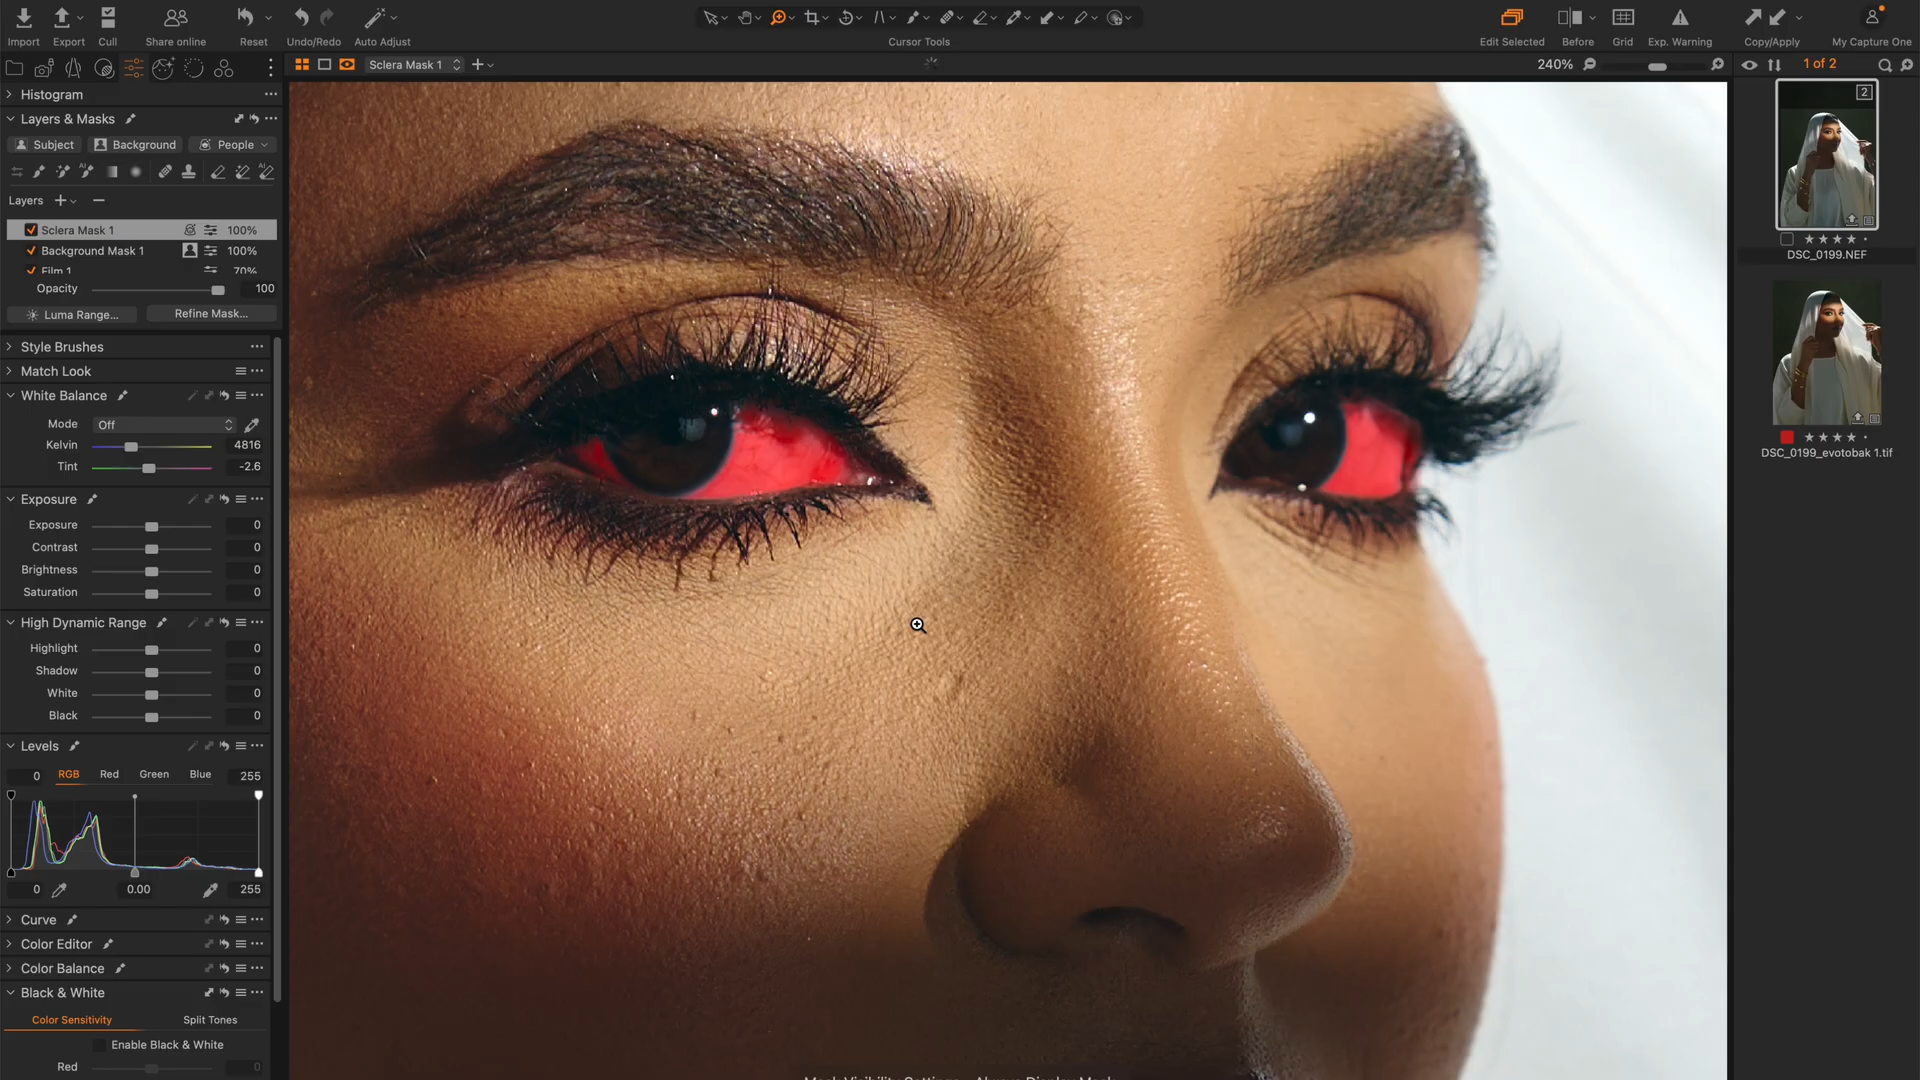 Import
Export
Cull
Share online
Reset
Undo/Redo
Auto Adjust
Cursor Tools
Edit Selected
Before
Grid
Exp. Warning
Copy/Apply
My Capture One
Sclera Mask 1
240%
1 of 2
Histogram
Layers & Masks
Subject
Background
People
AI
AI
Layers
Sclera Mask 1
100%
Background Mask 1
100%
Film 1
70%
Opacity
100
Luma Range...
Refine Mask...
Style Brushes
Match Look
White Balance
Mode
Off
Kelvin
4816
Tint
-2.6
Exposure
Exposure
0
Contrast
0
Brightness
0
Saturation
0
High Dynamic Range
Highlight
0
Shadow
0
White
0
Black
0
Levels
0
RGB
Red
Green
Blue
255
0
0.00
255
Curve
Color Editor
Color Balance
Black & White
Color Sensitivity
Split Tones
Enable Black & White
Red
0
2
DSC_0199.NEF
DSC_0199_evotobak 1.tif